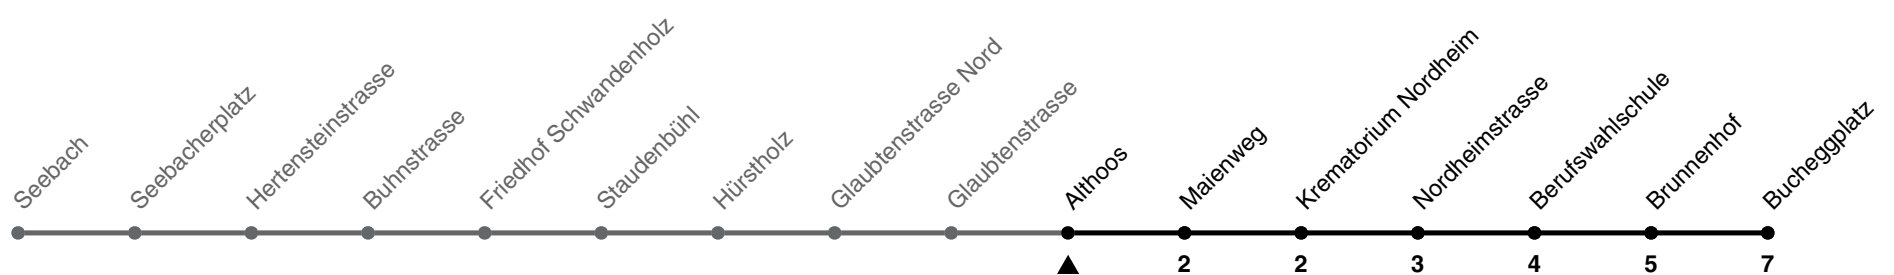 Seebach
Seebacherplatz
Hertensteinstrasse
Buhnstrasse
Friedhof Schwandenholz
Staudenbühl
Hürstholz
Glaubtenstrasse Nord
Glaubtenstrasse
Althoos
Maienweg
Krematorium Nordheim
Nordheimstrasse
Berufswahlschule
Brunnenhof
Bucheggplatz
2 2 3 4 5 7